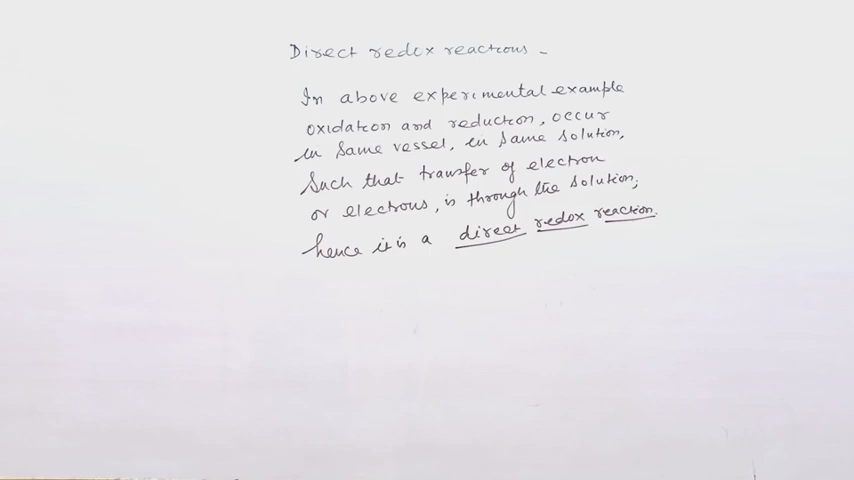 Direct redox reactions -
In above experimental example
oxidation and reduction, occur
in same vessel, in same solution,
Such that transfer of electron
or electrons, is through the solution;
hence it is a direct redox reaction.